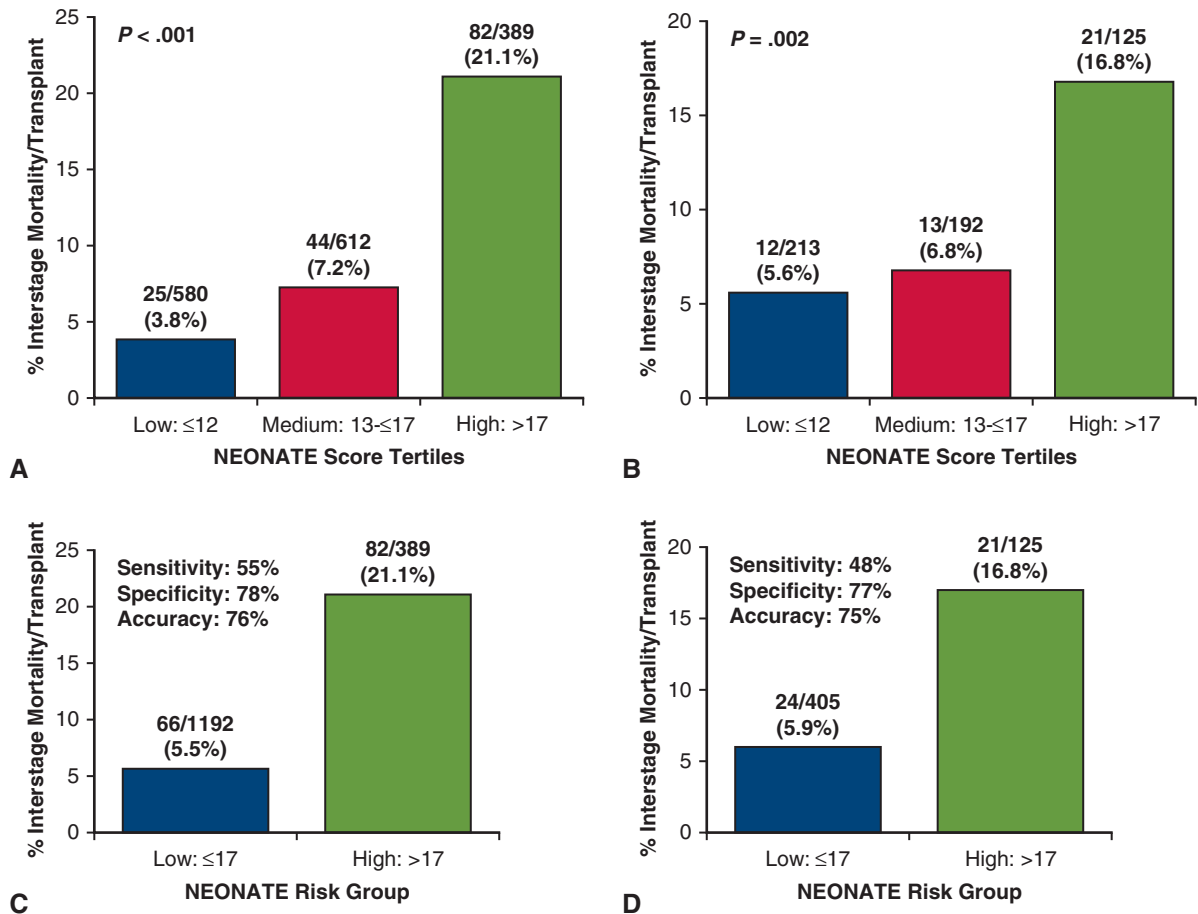 25
20
15
10
5
0
% Interstage Mortality/Transplant
P < .001
25/580
(3.8%)
44/612
(7.2%)
82/389
(21.1%)
Low: ≤12
Medium: 13-≤17
High: >17
NEONATE Score Tertiles
A
20
15
10
5
0
% Interstage Mortality/Transplant
P = .002
12/213
(5.6%)
13/192
(6.8%)
21/125
(16.8%)
Low: ≤12
Medium: 13-≤17
High: >17
NEONATE Score Tertiles
B
25
20
15
10
5
0
% Interstage Mortality/Transplant
Sensitivity: 55%
Specificity: 78%
Accuracy: 76%
66/1192
(5.5%)
82/389
(21.1%)
Low: ≤17
High: >17
NEONATE Risk Group
C
20
15
10
5
0
% Interstage Mortality/Transplant
Sensitivity: 48%
Specificity: 77%
Accuracy: 75%
24/405
(5.9%)
21/125
(16.8%)
Low: ≤17
High: >17
NEONATE Risk Group
D